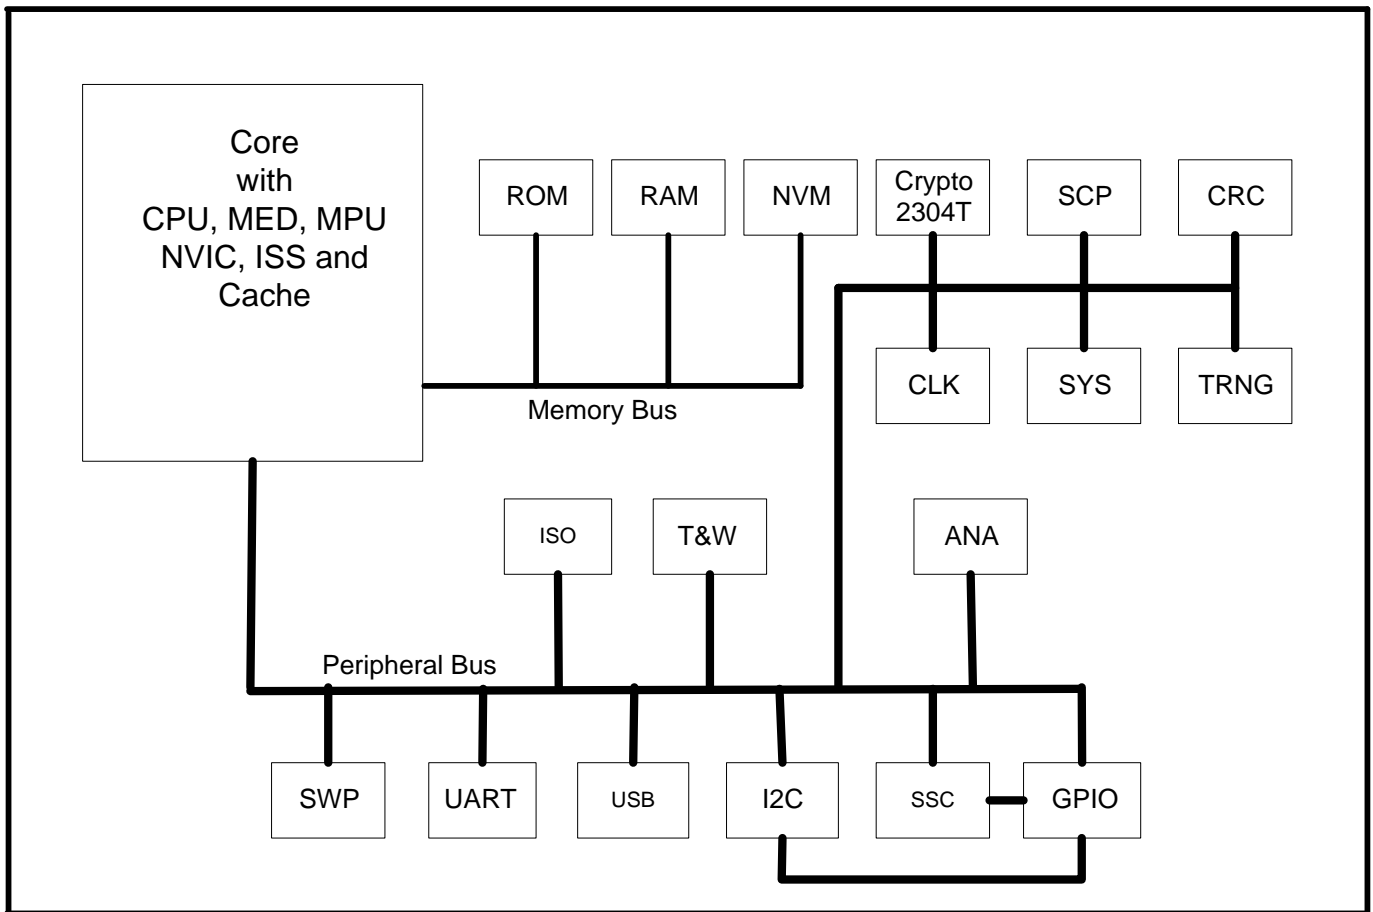 Core
with
CPU, MED, MPU
NVIC, ISS and
Cache
ROM
RAM
NVM
Crypto
2304T
SCP
CRC
CLK
SYS
TRNG
Memory Bus
ISO
T&W
ANA
Peripheral Bus
SWP
UART
USB
I2C
SSC
GPIO